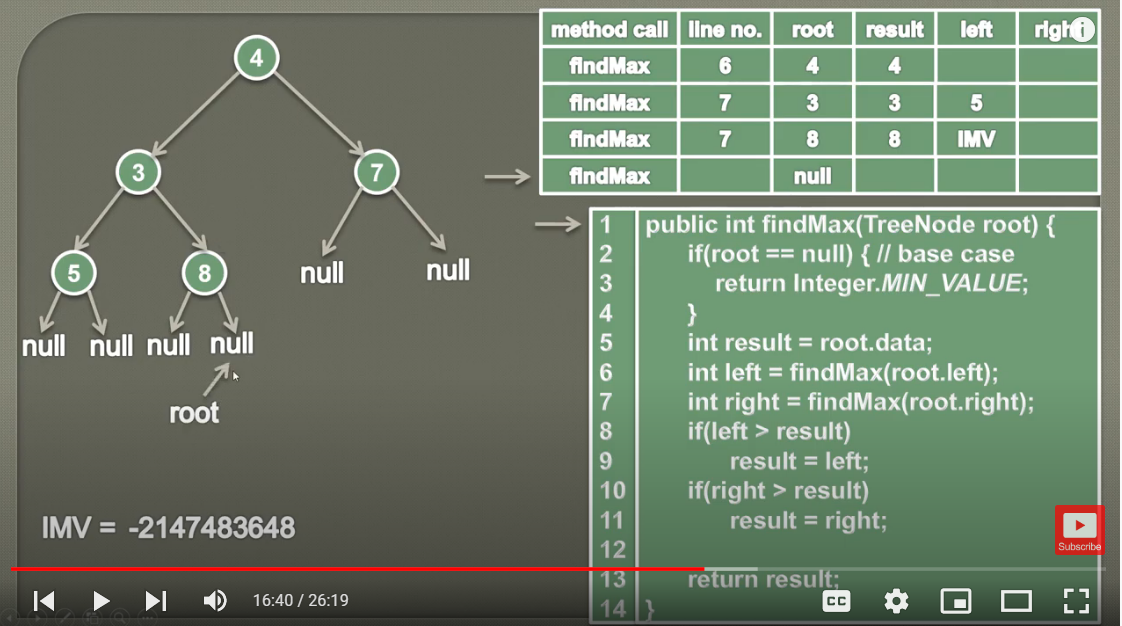 4
3
7
5
8
null
null
null
null
null
null
root
IMV = -2147483648
method call line no. root result left
findMax 6 4 4
findMax 7 3 3 5
findMax 7 8 8 IMV
findMax null
1 public int findMax(TreeNode root) {
2 if(root == null) { // base case
3 return Integer.MIN_VALUE;
4 }
5 int result = root.data;
6 int left = findMax(root.left);
7 int right = findMax(root.right);
8 if(left > result)
9 result = left;
10 if(right > result)
11 result = right;
12
13 return result;
14 }
Subscribe
16:40 / 26:19
CC